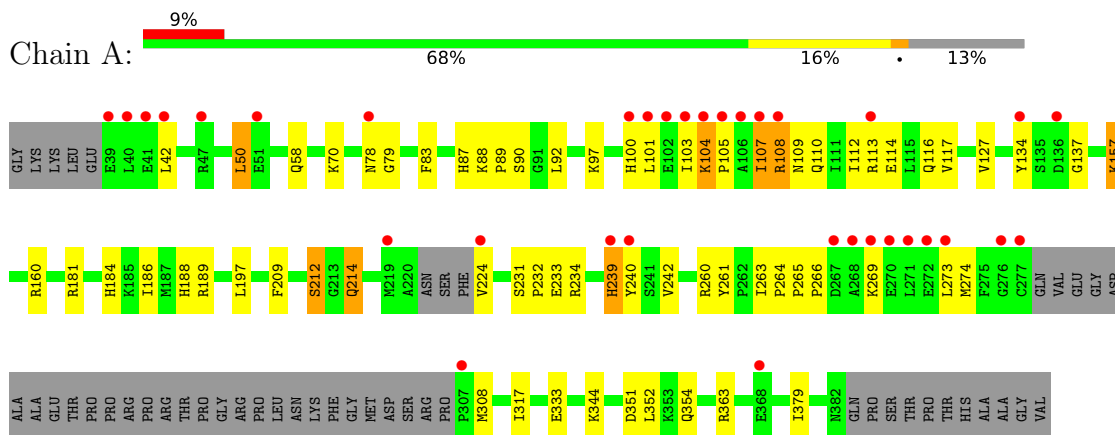 9%
Chain A:
68% 16% • 13%
GLY LYS LYS LEU GLU E39 L40 E41 L42 R47 L50 E51 Q58 K70 N78 G79 F83 H87 K88 P89 S90 G91 L92 K97 H100 L101 E102 I103 K104 P105 A106 I107 R108 N109 Q110 I111 I112 R113 E114 L115 Q116 V117 V127 Y134 S135 D136 G137 K157
R160 R181 H184 K185 I186 M187 H188 R189 L197 F209 S212 G213 Q214 M219 A220 ASN SER PHE V224 S231 P232 E233 R234 H239 Y240 S241 V242 R260 Y261 P262 I263 P264 P265 P266 D267 A268 K269 E270 L271 E272 L273 M274 F275 G276 C277 GLN VAL GLU GLY ASP
ALA ALA GLU THR PRO PRO ARG PRO ARG THR PRO GLY ARG PRO LEU ASN LYS PHE GLY MET ASP SER ARG PRO P307 M308 I317 E333 K344 D351 L352 K353 Q354 R363 E368 I379 N382 GLN PRO SER THR PRO THR HIS ALA ALA GLY VAL